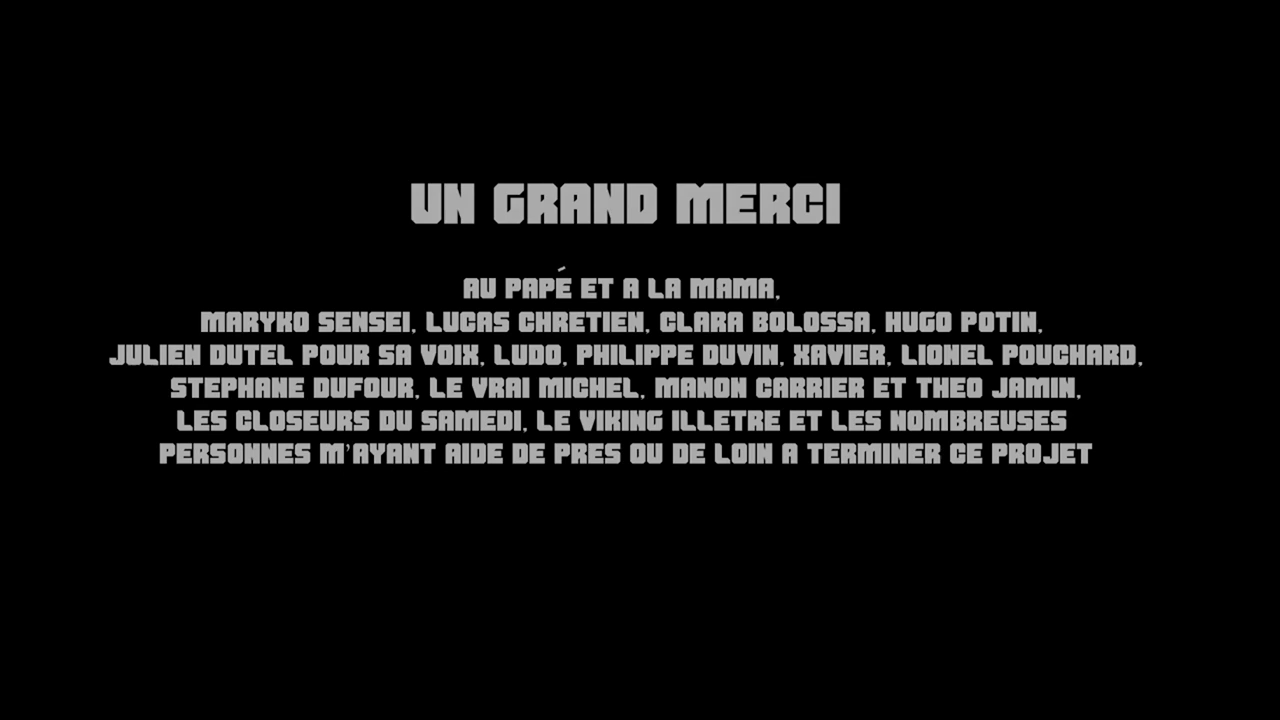 UN GRAND MERCI
AU PAPÉ ET A LA MAMA,
MARYKO SENSEI, LUCAS CHRETIEN, CLARA BOLOSSA, HUGO POTIN,
JULIEN DUTEL POUR SA VOIX, LUDO, PHILIPPE DUVIN, XAVIER, LIONEL POUCHARD,
STEPHANE DUFOUR, LE VRAI MICHEL, MANON CARRIER ET THEO JAMIN,
LES CLOSEURS DU SAMEDI, LE VIKING ILLETRE ET LES NOMBREUSES
PERSONNES M'AYANT AIDE DE PRES OU DE LOIN A TERMINER CE PROJET